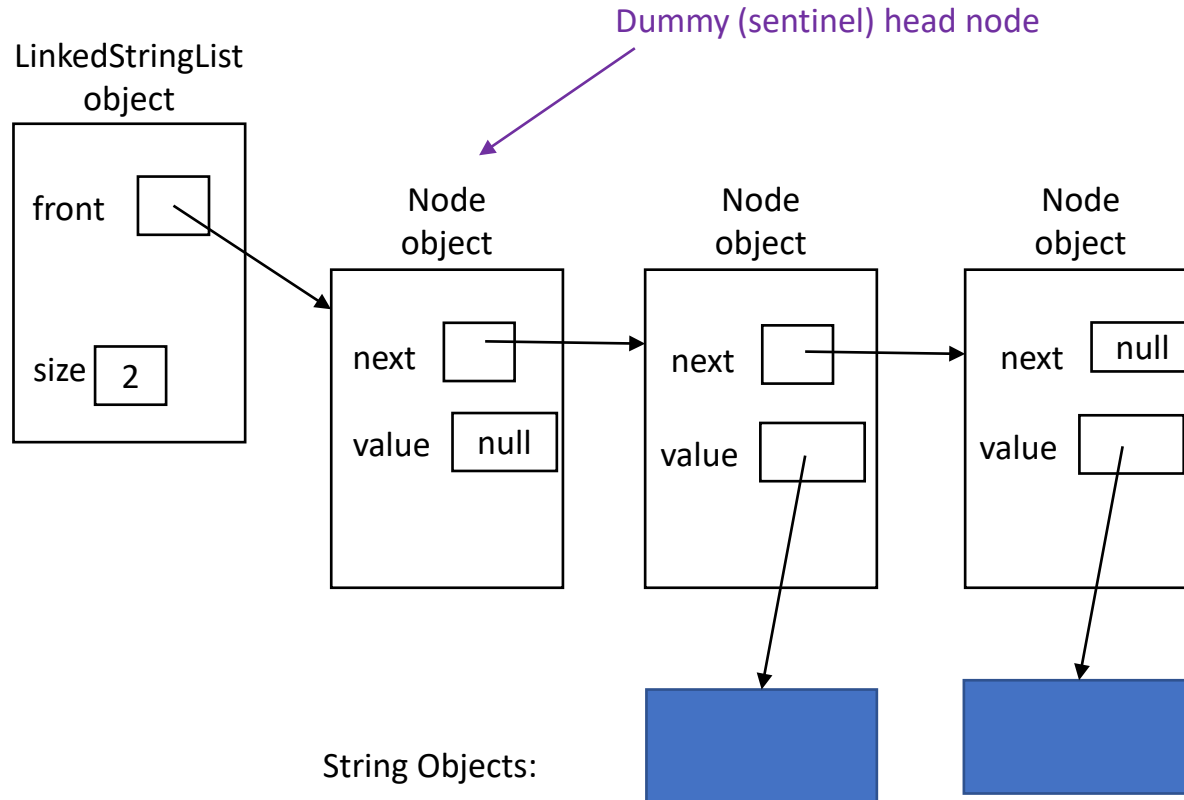 Dummy (sentinel) head node
LinkedStringList
object
front
size
2
Node
object
next
value
null
Node
object
next
value
Node
object
next
null
value
String Objects: